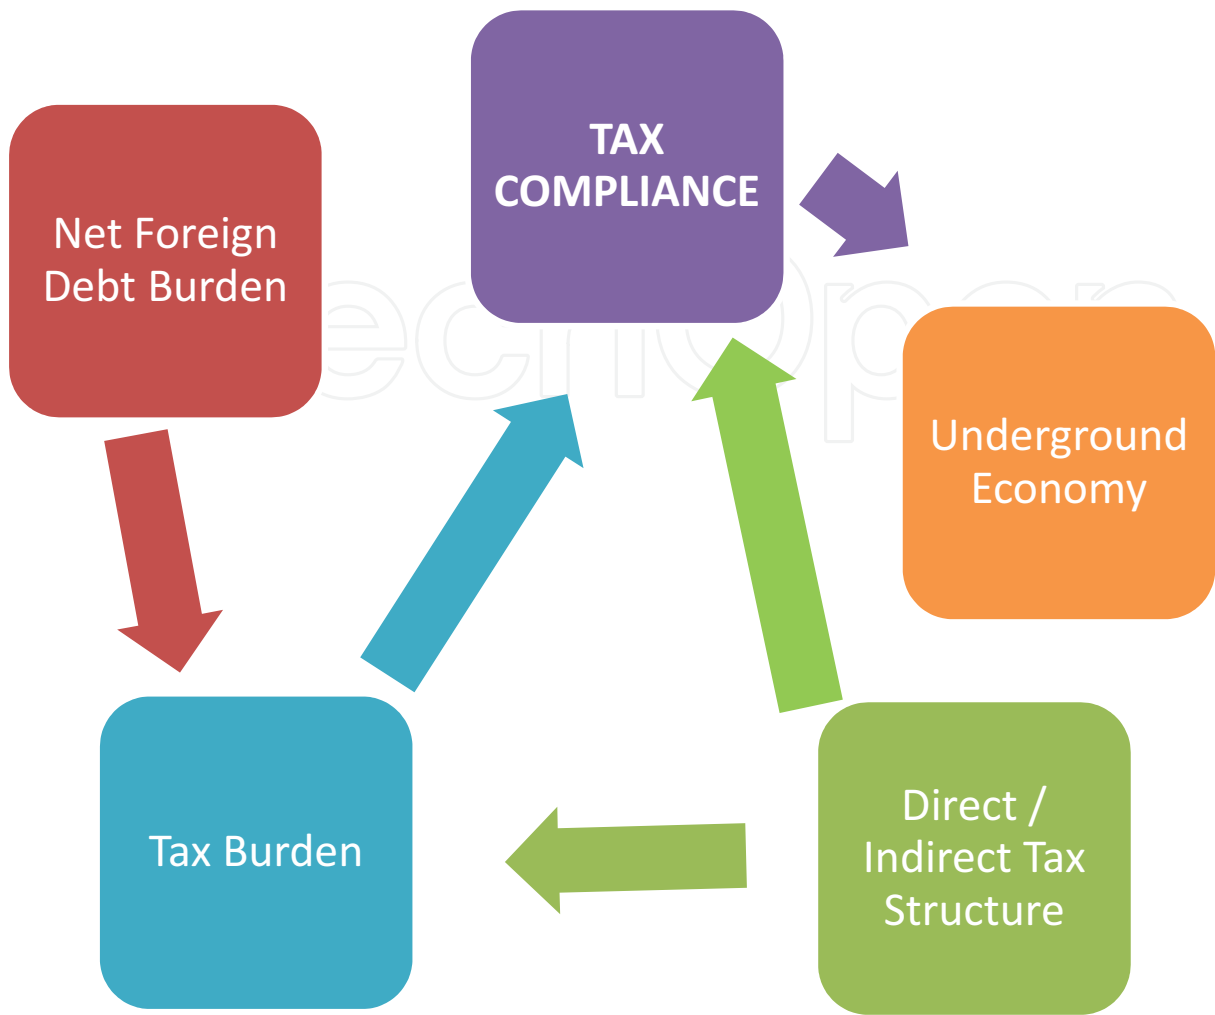 TAX
COMPLIANCE
Net Foreign
Debt Burden
Underground
Economy
Tax Burden
Direct /
Indirect Tax
Structure